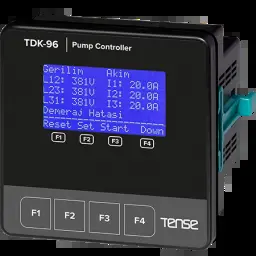 TDK-96 | Pump Controller
Gerilim Akim
L12: 381V I1: 20.0A
L23: 381V I2: 20.0A
L31: 381V I3: 20.0A
Demeraj Hatasi
Reset Set Start Down
F1 F2 F3 F4
F1 F2 F3 F4
TENSE